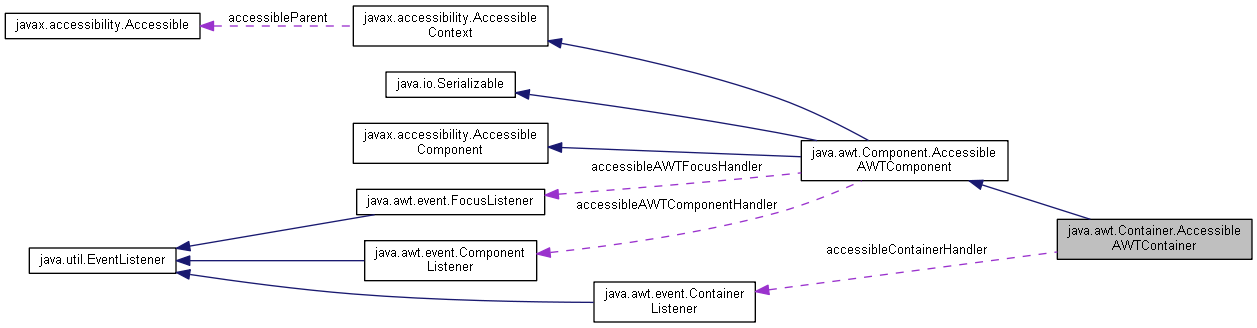 javax.accessibility.Accessible
accessibleParent
javax.accessibility.Accessible
Context
java.io.Serializable
javax.accessibility.Accessible
Component
java.awt.Component.Accessible
AWTComponent
accessibleAWTFocusHandler
java.awt.event.FocusListener
accessibleAWTComponentHandler
java.awt.Container.Accessible
AWTContainer
java.util.EventListener
java.awt.event.Component
Listener
accessibleContainerHandler
java.awt.event.Container
Listener